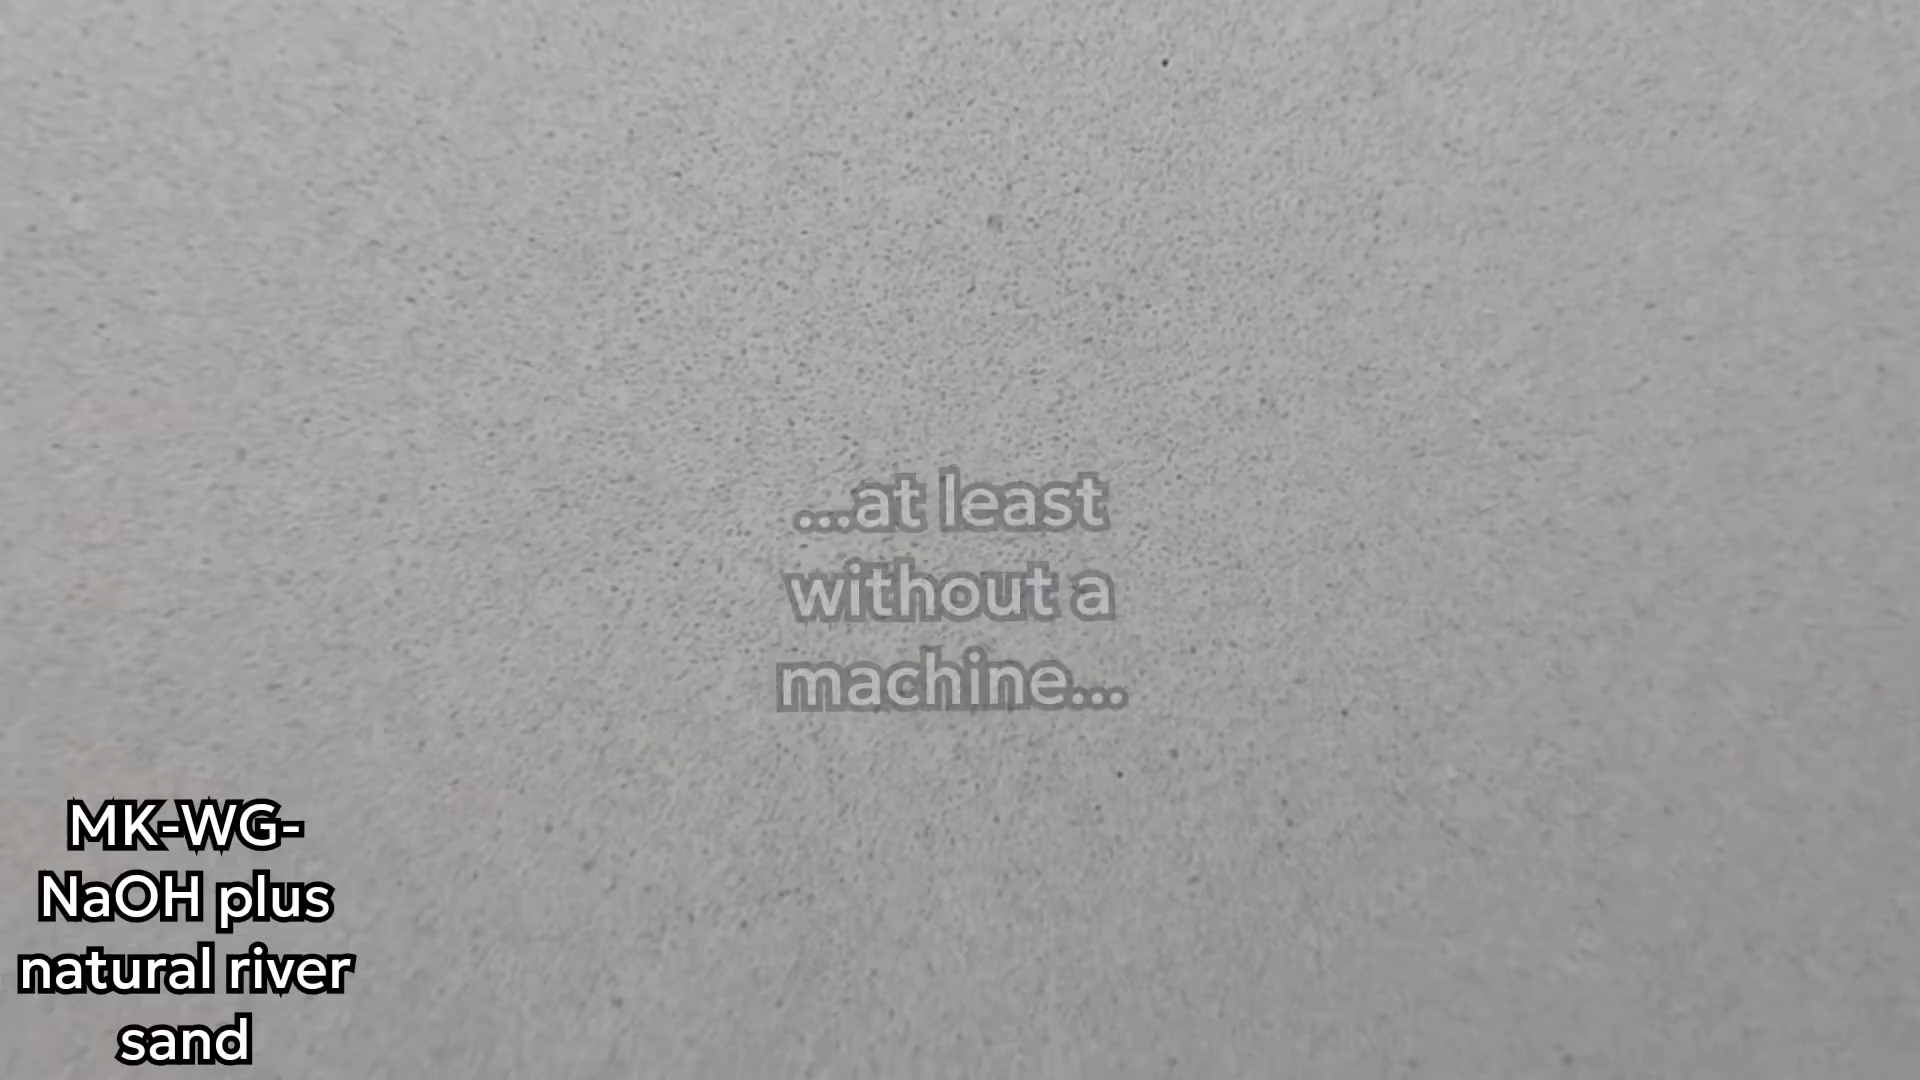 ...at least
without a
machine...
MK-WG-
NaOH plus
natural river
sand